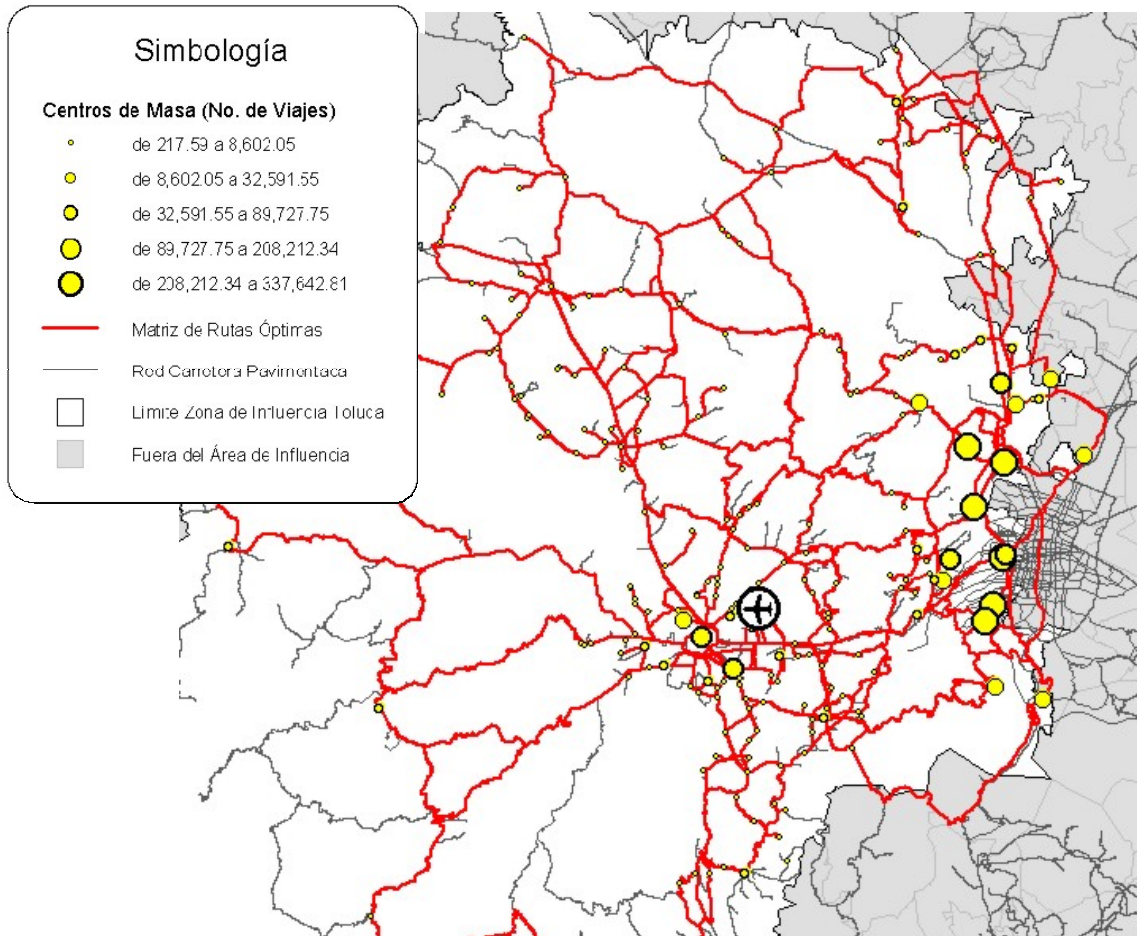 Simbología
Centros de Masa (No. de Viajes)
de 217.59 a 8,602.05
de 8,602.05 a 32,591.55
de 32,591.55 a 89,727.75
de 89,727.75 a 208,212.34
de 208,212.34 a 337,642.81
Matriz de Rutas Óptimas
Red Carretera Pavimentada
Límite Zona de Influencia Toluca
Fuera del Área de Influencia